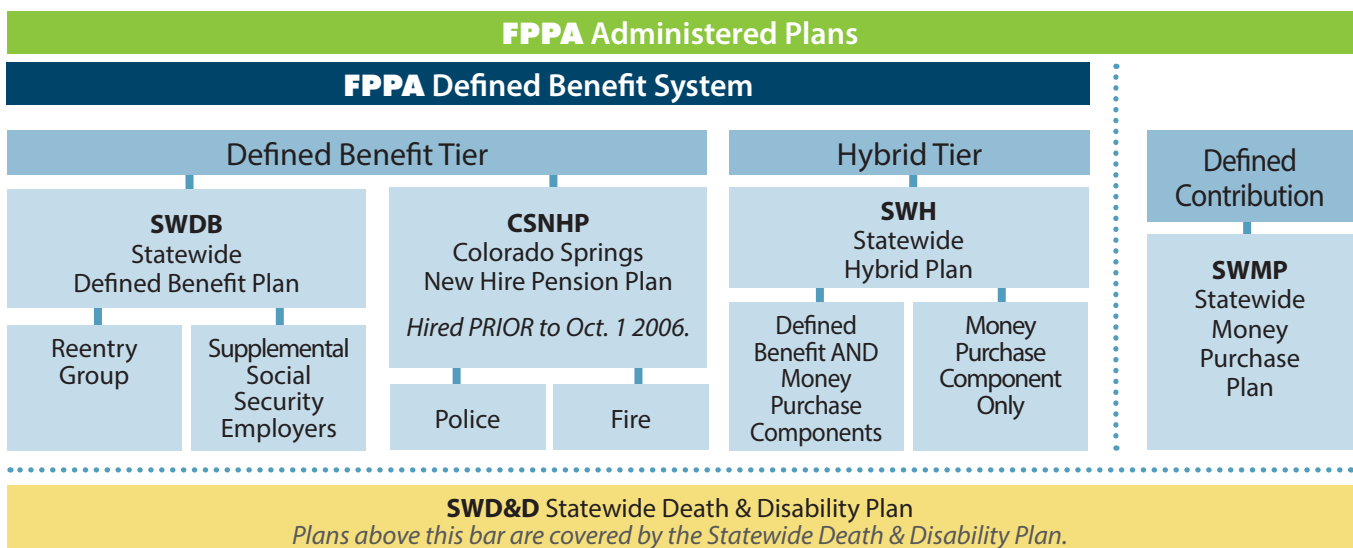 FPPA Administered Plans
FPPA Defined Benefit System
Defined Benefit Tier
SWDB
Statewide
Defined Benefit Plan
Reentry
Group
Supplemental
Social
Security
Employers
CSNHP
Colorado Springs
New Hire Pension Plan
Hired PRIOR to Oct. 1 2006.
Police
Fire
Hybrid Tier
SWH
Statewide
Hybrid Plan
Defined
Benefit AND
Money
Purchase
Components
Money
Purchase
Component
Only
Defined
Contribution
SWMP
Statewide
Money
Purchase
Plan
SWD&D Statewide Death & Disability Plan
Plans above this bar are covered by the Statewide Death & Disability Plan.